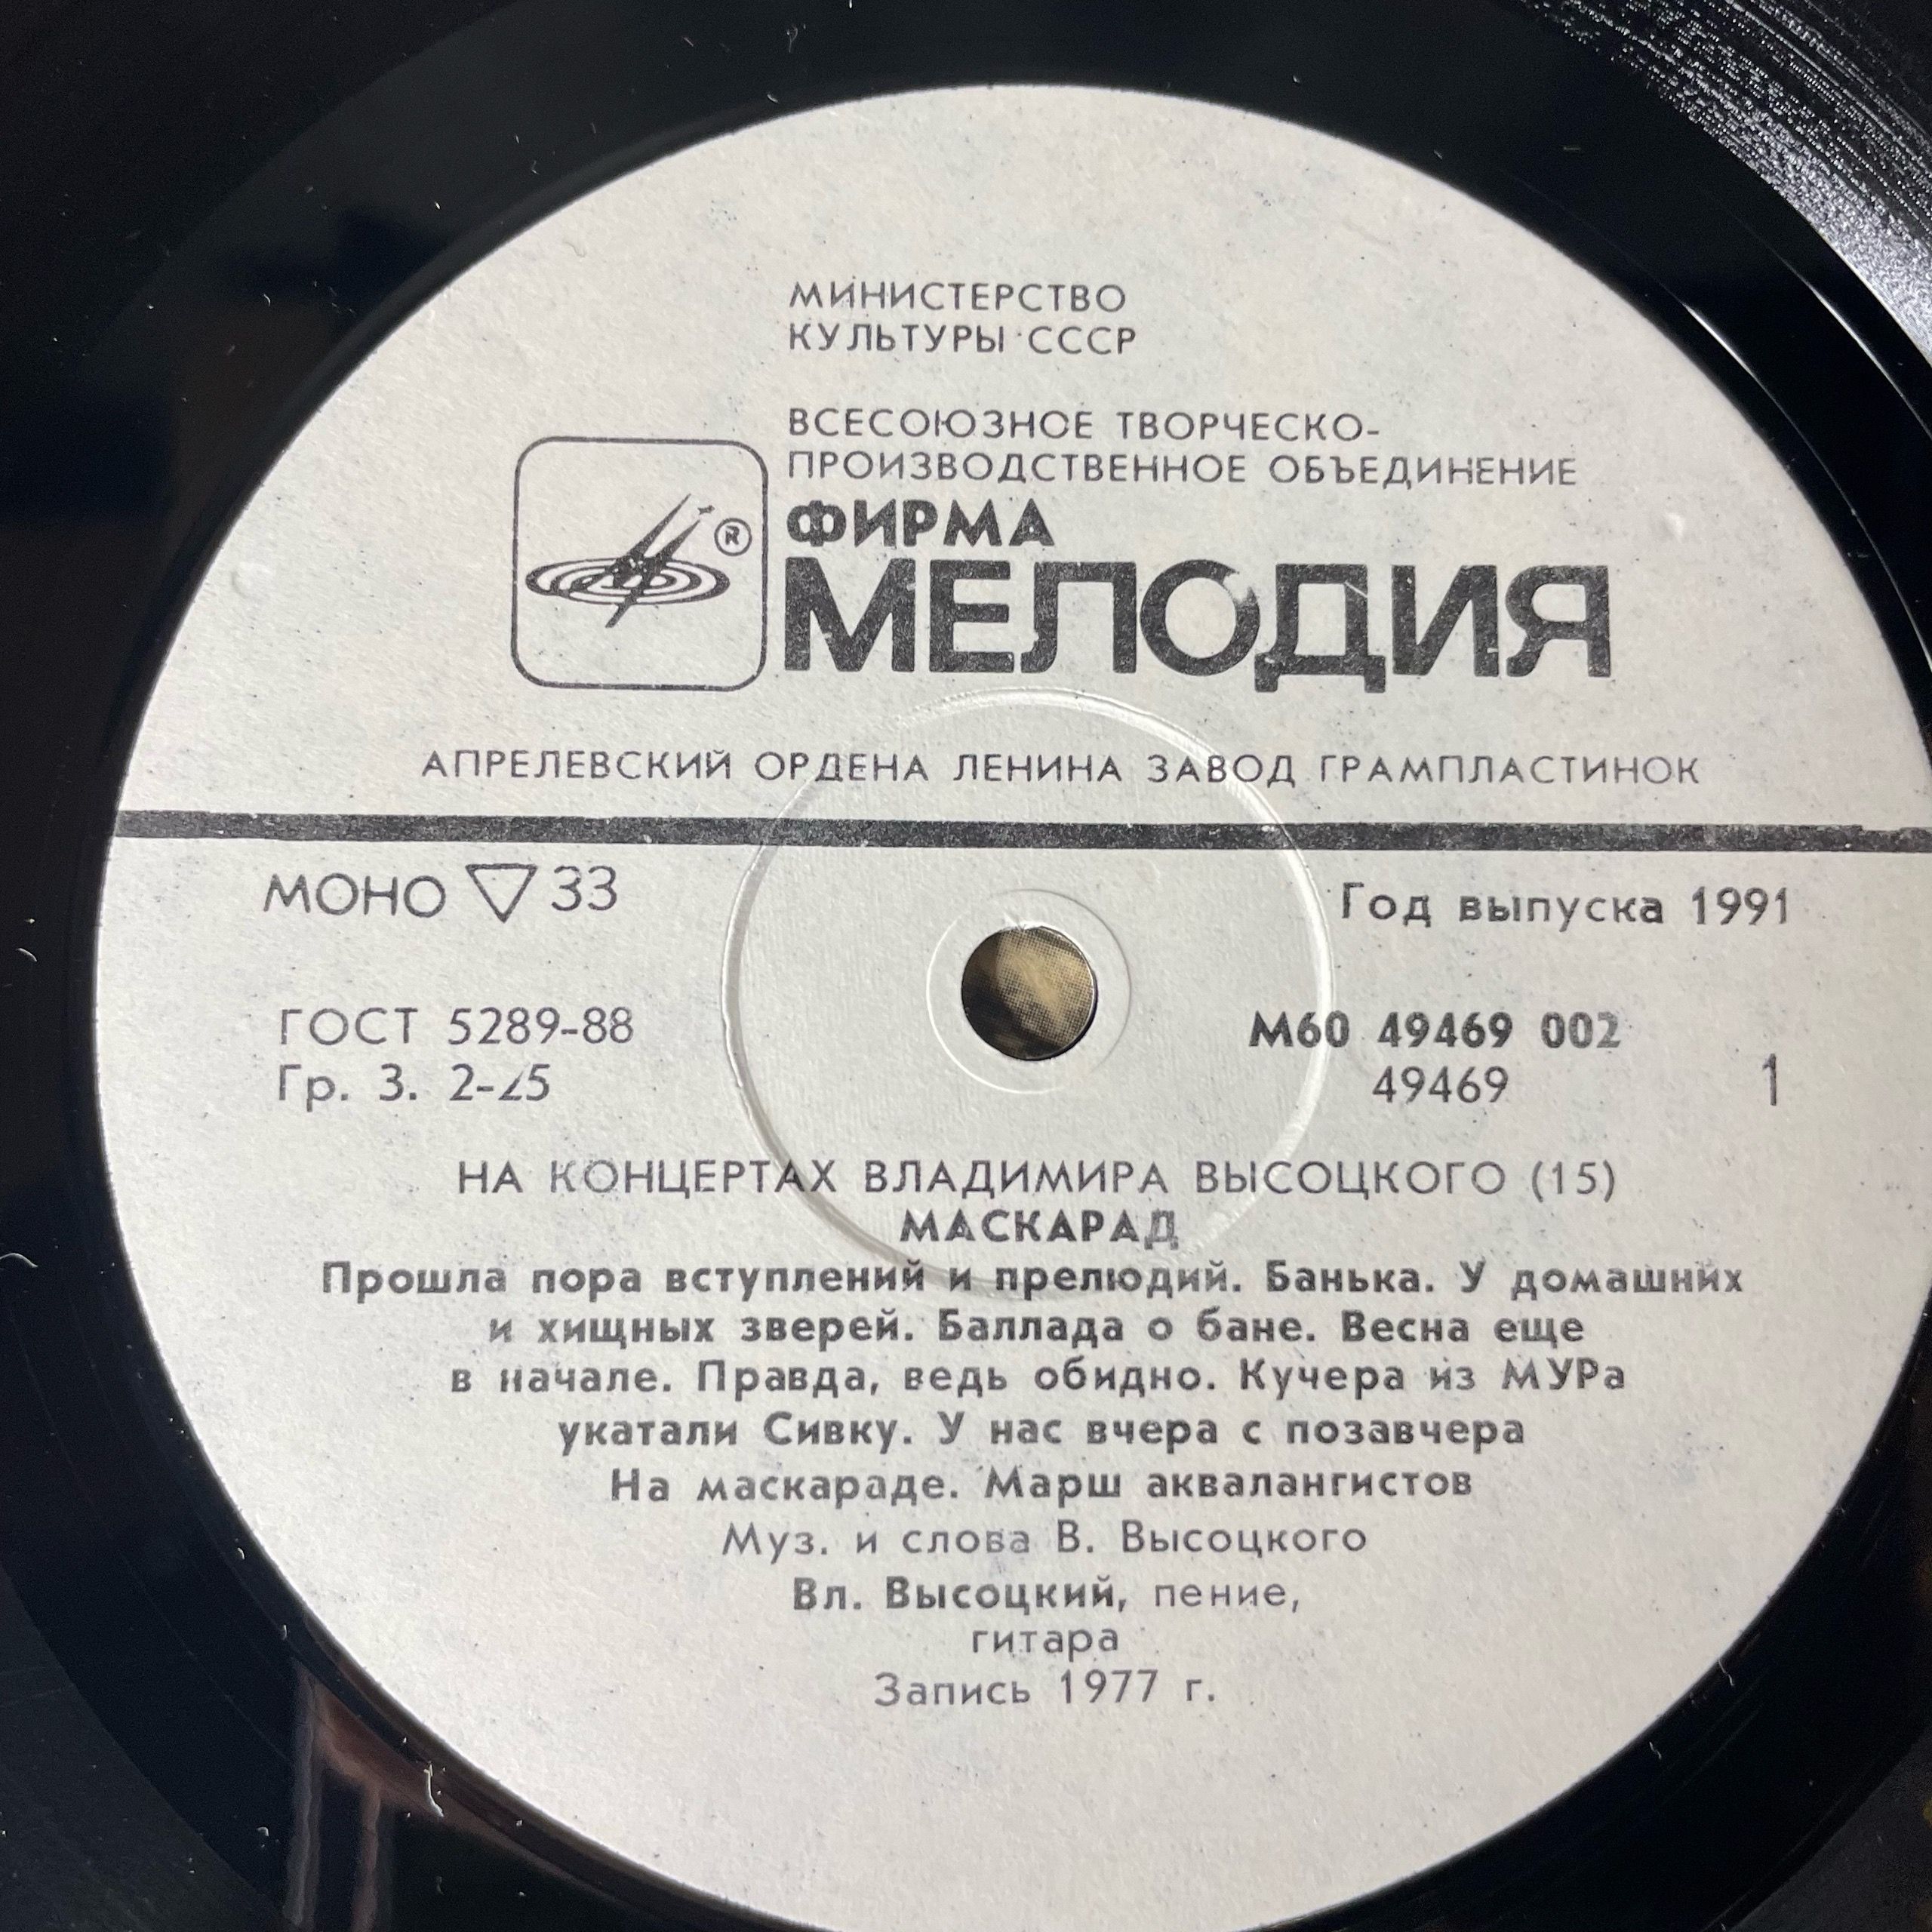 МИНИСТЕРСТВО
КУЛЬТУРЫ СССР
ВСЕСОЮЗНОЕ ТВОРЧЕСКО-
ПРОИЗВОДСТВЕННОЕ ОБЪЕДИНЕНИЕ
®
ФИРМА
МЕЛОДИЯ
АПРЕЛЕВСКИЙ ОРДЕНА ЛЕНИНА ЗАВОД ГРАМПЛАСТИНОК
МОНО ▽ 33
Год выпуска 1991
ГОСТ 5289-88
Гр. 3. 2-25
М60 49469 002
49469
1
НА КОНЦЕРТАХ ВЛАДИМИРА ВЫСОЦКОГО (15)
МАСКАРАД
Прошла пора вступлений и прелюдий. Банька. У домашних
и хищных зверей. Баллада о бане. Весна еще
в начале. Правда, ведь обидно. Кучера из МУРа
укатали Сивку. У нас вчера с позавчера
На маскараде. Марш аквалангистов
Муз. и слова В. Высоцкого
Вл. Высоцкий, пение,
гитара
Запись 1977 г.